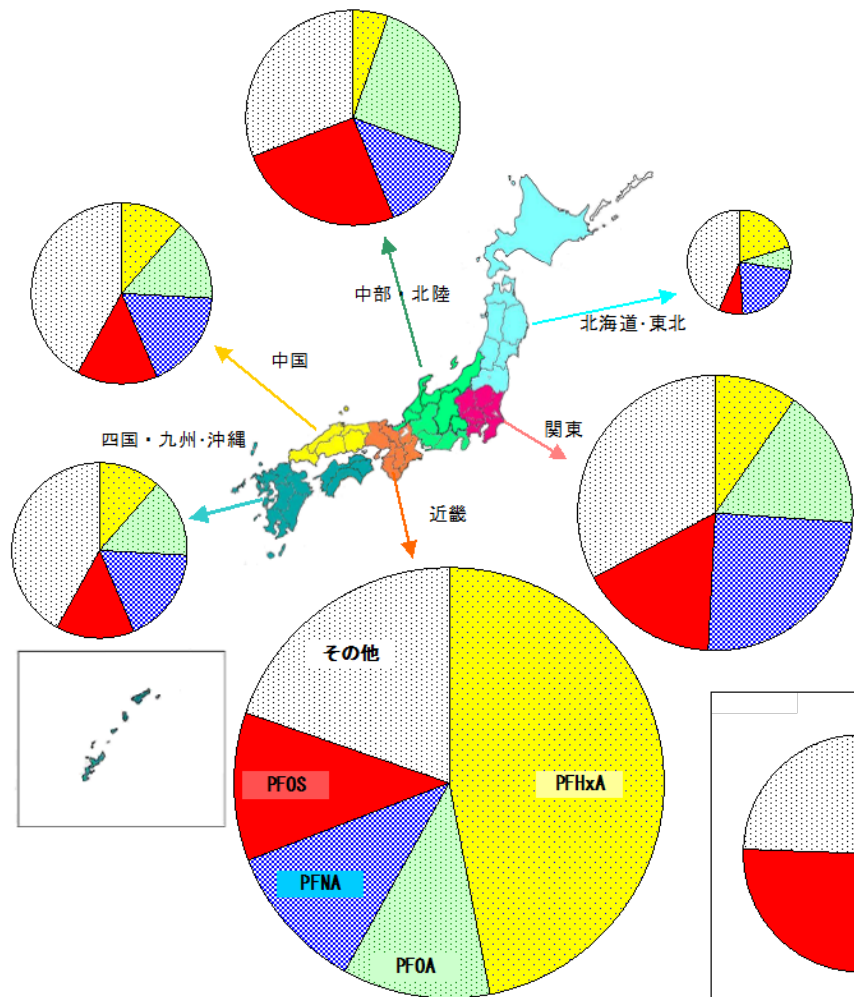 中部・北陸
北海道・東北
中国
関東
四国・九州・沖縄
近畿
その他
PFOS
PFHxA
PFNA
PFOA